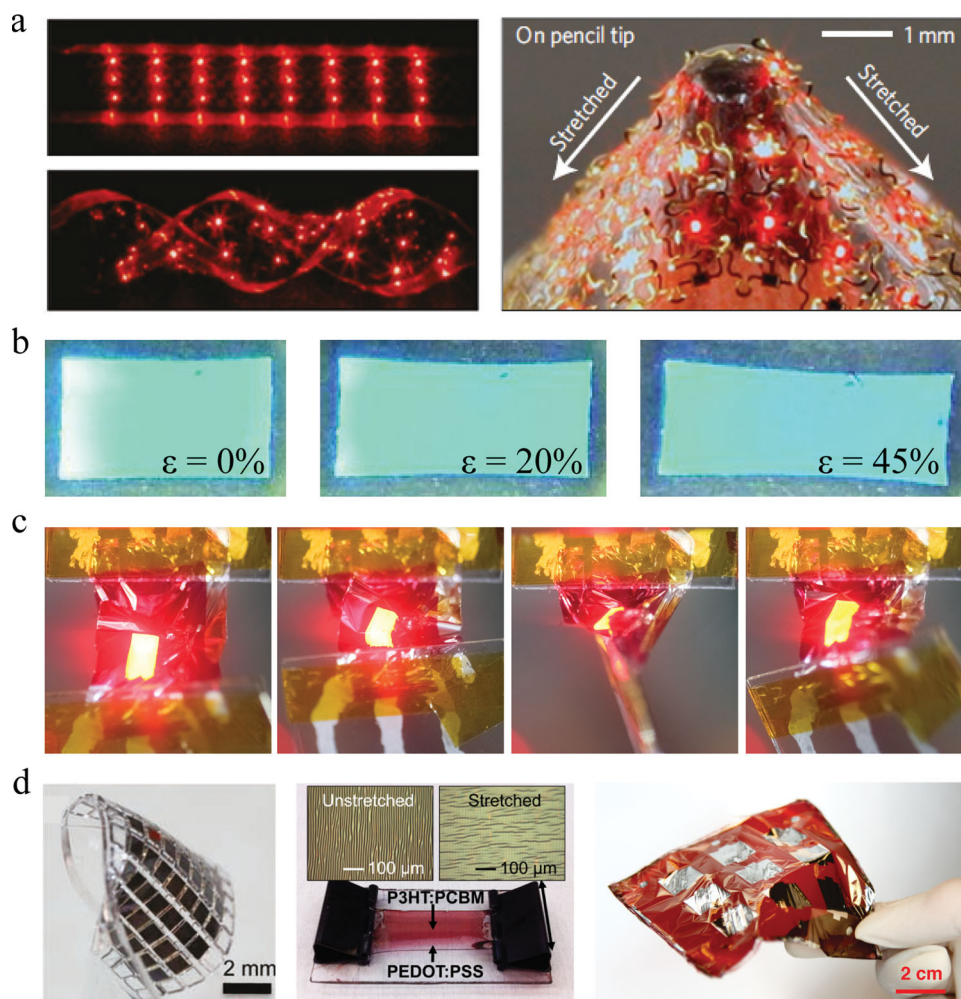 a
On pencil tip
1 mm
Stretched
Stretched
b
ε = 0%
ε = 20%
ε = 45%
c
d
2 mm
Unstretched
100 µm
Stretched
100 µm
P3HT:PCBM
PEDOT:PSS
2 cm